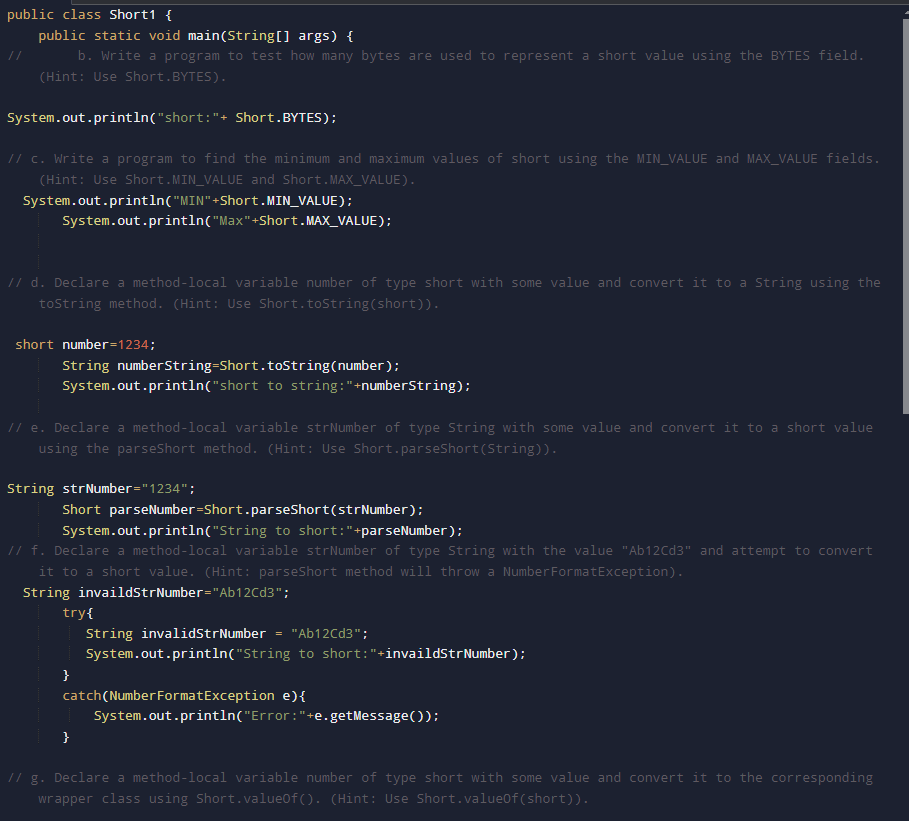 public class Short1 {
    public static void main(String[] args) {
//       b. Write a program to test how many bytes are used to represent a short value using the BYTES field.
    (Hint: Use Short.BYTES).
System.out.println("short:"+ Short.BYTES);
// c. Write a program to find the minimum and maximum values of short using the MIN_VALUE and MAX_VALUE fields.
    (Hint: Use Short.MIN_VALUE and Short.MAX_VALUE).
  System.out.println("MIN"+Short.MIN_VALUE);
       System.out.println("Max"+Short.MAX_VALUE);
// d. Declare a method-local variable number of type short with some value and convert it to a String using the
    toString method. (Hint: Use Short.toString(short)).
 short number=1234;
       String numberString=Short.toString(number);
       System.out.println("short to string:"+numberString);
// e. Declare a method-local variable strNumber of type String with some value and convert it to a short value
    using the parseShort method. (Hint: Use Short.parseShort(String)).
String strNumber="1234";
       Short parseNumber=Short.parseShort(strNumber);
       System.out.println("String to short:"+parseNumber);
// f. Declare a method-local variable strNumber of type String with the value "Ab12Cd3" and attempt to convert
    it to a short value. (Hint: parseShort method will throw a NumberFormatException).
  String invaildStrNumber="Ab12Cd3";
       try{
          String invalidStrNumber = "Ab12Cd3";
          System.out.println("String to short:"+invaildStrNumber);
       }
       catch(NumberFormatException e){
           System.out.println("Error:"+e.getMessage());
       }
// g. Declare a method-local variable number of type short with some value and convert it to the corresponding
    wrapper class using Short.valueOf(). (Hint: Use Short.valueOf(short)).